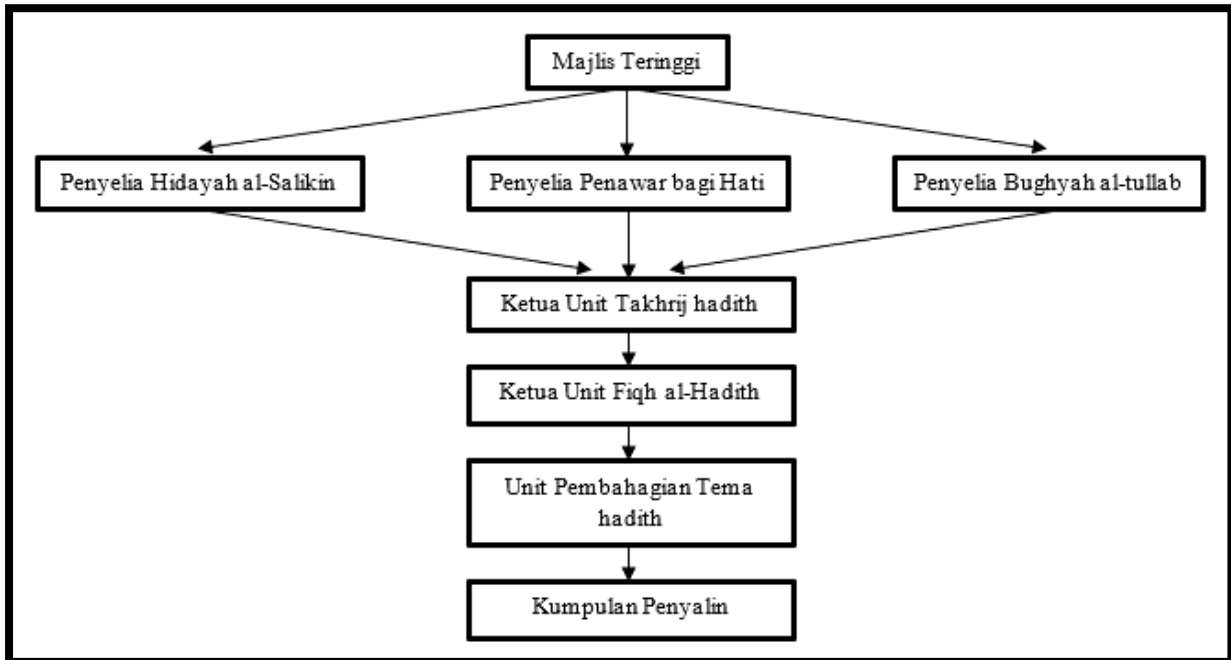 Majlis Teringgi
Penyelia Hidayah al-Salikin
Penyelia Penawar bagi Hati
Penyelia Bughyah al-tullab
Ketua Unit Takhrij hadith
Ketua Unit Fiqh al-Hadith
Unit Pembahagian Tema
hadith
Kumpulan Penyalin